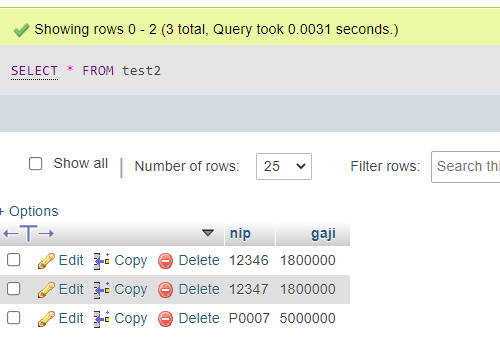 Showing rows 0 - 2 (3 total, Query took 0.0031 seconds.)
SELECT * FROM test2
Show all | Number of rows: 25 Filter rows: Search thi
+ Options
←T→ ▼ nip gaji
Edit Copy Delete 12346 1800000
Edit Copy Delete 12347 1800000
Edit Copy Delete P0007 5000000